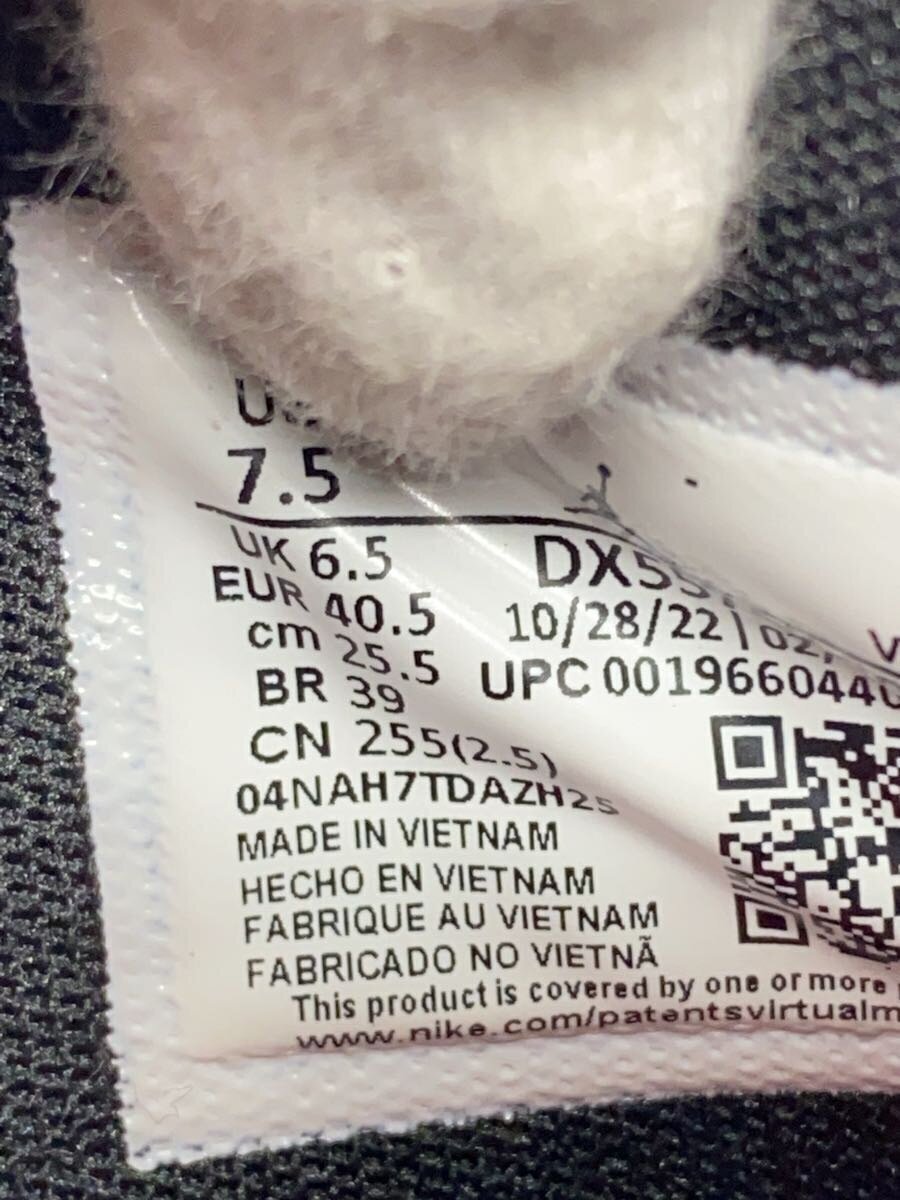 7.5
UK 6.5
EUR 40.5
cm 25.5
BR 39
CN 255(2.5)
04NAH7TDAZH25
MADE IN VIETNAM
HECHO EN VIETNAM
FABRIQUE AU VIETNAM
FABRICADO NO VIETNÃ
This product is covered by one or more
www.nike.com/patentsvirtualm
10/28/22
UPC